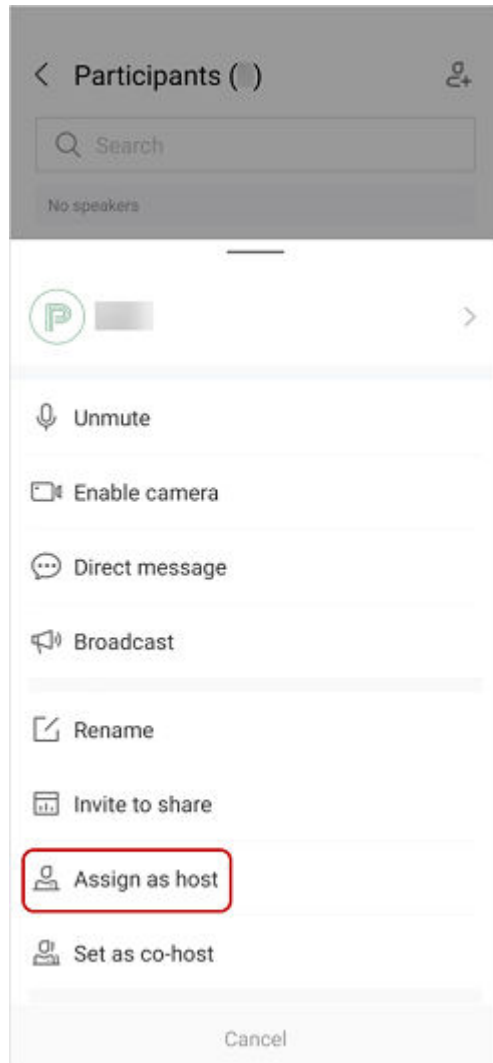 Participants ( )
Search
No speakers
P
Unmute
Enable camera
Direct message
Broadcast
Rename
Invite to share
Assign as host
Set as co-host
Cancel